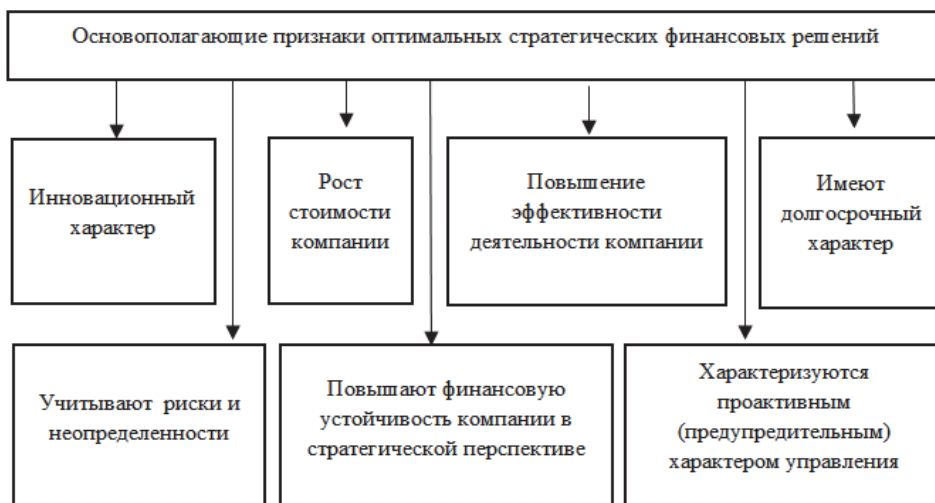 Основополагающие признаки оптимальных стратегических финансовых решений
Инновационный
характер
Рост
стоимости
компании
Повышение
эффективности
деятельности компании
Имеют
долгосрочный
характер
Учитывают риски и
неопределенности
Повышают финансовую
устойчивость компании в
стратегической перспективе
Характеризуются
проактивным
(предупредительным)
характером управления